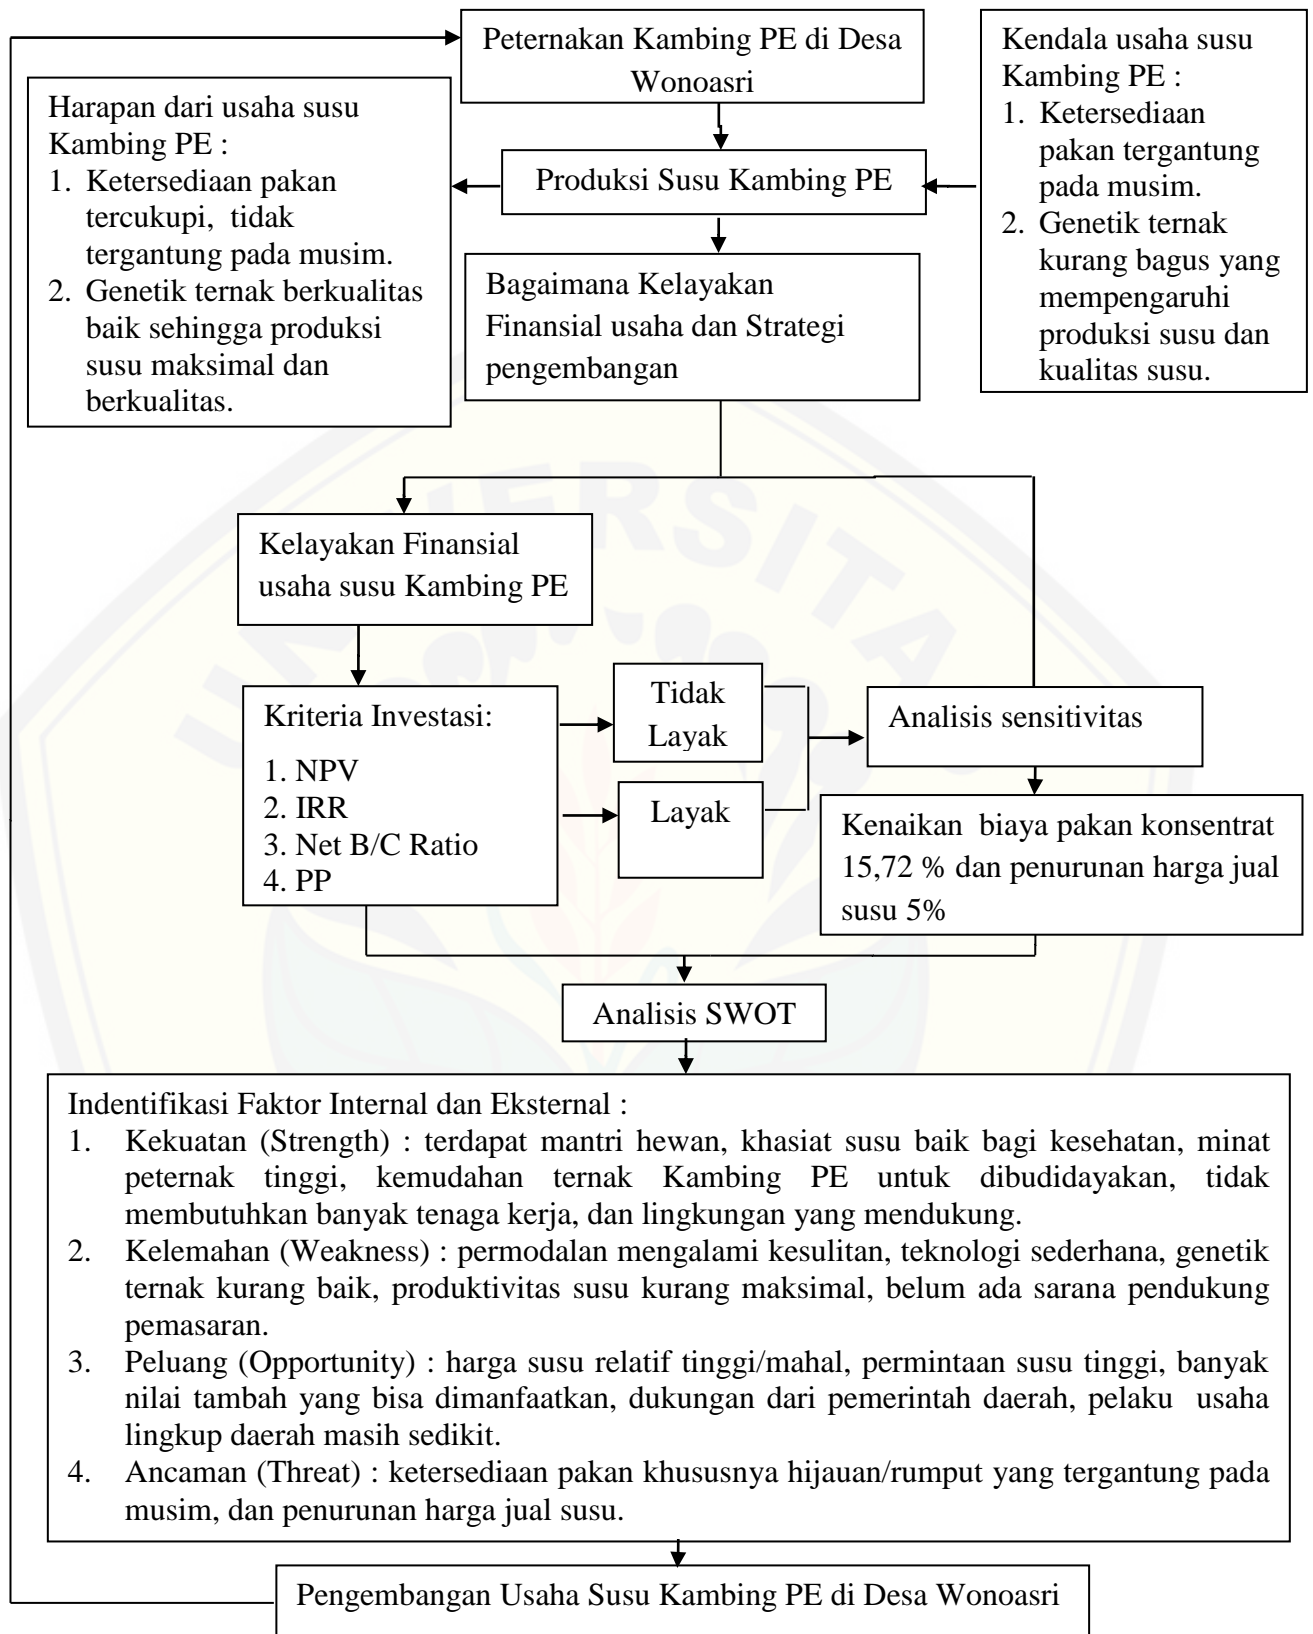 Peternakan Kambing PE di Desa
Wonoasri
Harapan dari usaha susu
Kambing PE :
1. Ketersediaan pakan
tercukupi, tidak
tergantung pada musim.
2. Genetik ternak berkualitas
baik sehingga produksi
susu maksimal dan
berkualitas.
Produksi Susu Kambing PE
Kendala usaha susu
Kambing PE :
1. Ketersediaan
pakan tergantung
pada musim.
2. Genetik ternak
kurang bagus yang
mempengaruhi
produksi susu dan
kualitas susu.
Bagaimana Kelayakan
Finansial usaha dan Strategi
pengembangan
Kelayakan Finansial
usaha susu Kambing PE
Kriteria Investasi:
1. NPV
2. IRR
3. Net B/C Ratio
4. PP
Tidak
Layak
Layak
Analisis sensitivitas
Kenaikan biaya pakan konsentrat
15,72 % dan penurunan harga jual
susu 5%
Analisis SWOT
Indentifikasi Faktor Internal dan Eksternal :
1. Kekuatan (Strength) : terdapat mantri hewan, khasiat susu baik bagi kesehatan, minat
peternak tinggi, kemudahan ternak Kambing PE untuk dibudidayakan, tidak
membutuhkan banyak tenaga kerja, dan lingkungan yang mendukung.
2. Kelemahan (Weakness) : permodalan mengalami kesulitan, teknologi sederhana, genetik
ternak kurang baik, produktivitas susu kurang maksimal, belum ada sarana pendukung
pemasaran.
3. Peluang (Opportunity) : harga susu relatif tinggi/mahal, permintaan susu tinggi, banyak
nilai tambah yang bisa dimanfaatkan, dukungan dari pemerintah daerah, pelaku usaha
lingkup daerah masih sedikit.
4. Ancaman (Threat) : ketersediaan pakan khususnya hijauan/rumput yang tergantung pada
musim, dan penurunan harga jual susu.
Pengembangan Usaha Susu Kambing PE di Desa Wonoasri